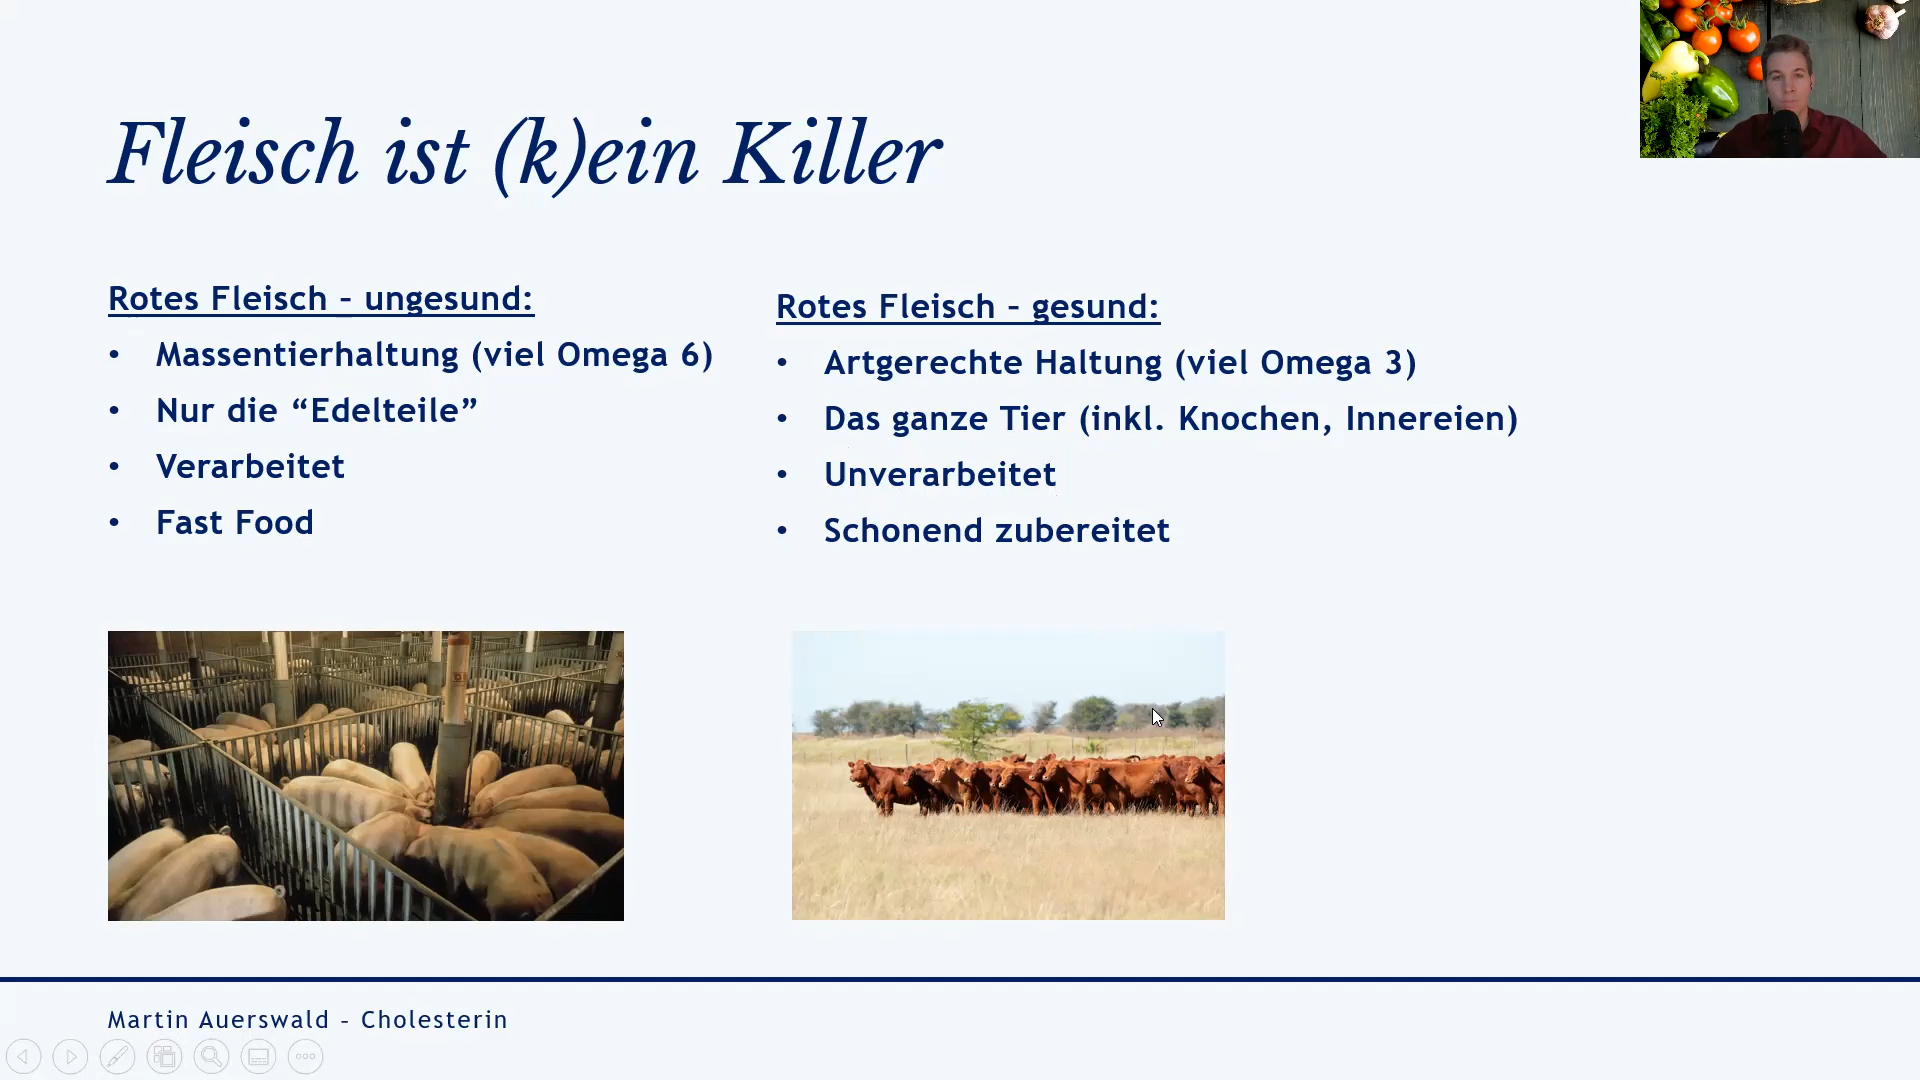 Fleisch ist (k)ein Killer
Rotes Fleisch – ungesund:
• Massentierhaltung (viel Omega 6)
• Nur die “Edelteile”
• Verarbeitet
• Fast Food
Rotes Fleisch – gesund:
• Artgerechte Haltung (viel Omega 3)
• Das ganze Tier (inkl. Knochen, Innereien)
• Unverarbeitet
• Schonend zubereitet
Martin Auerswald – Cholesterin